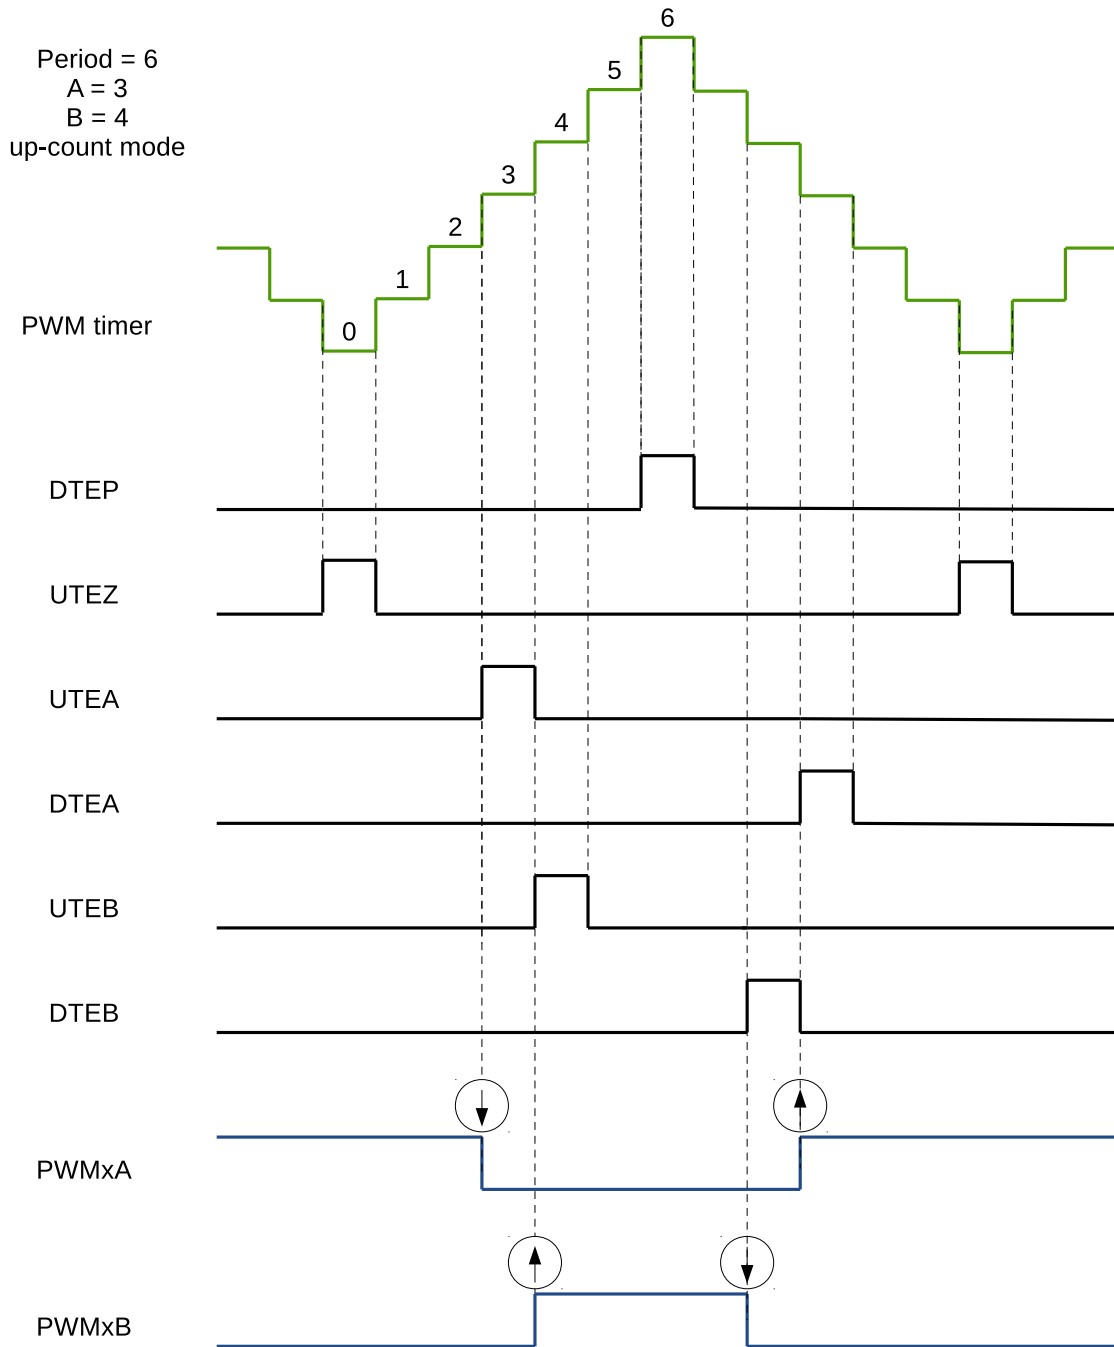 6
Period = 6
A = 3
B = 4
up-count mode
5
4
3
2
1
0
PWM timer
DTEP
UTEZ
UTEA
DTEA
UTEB
DTEB
PWMxA
PWMxB